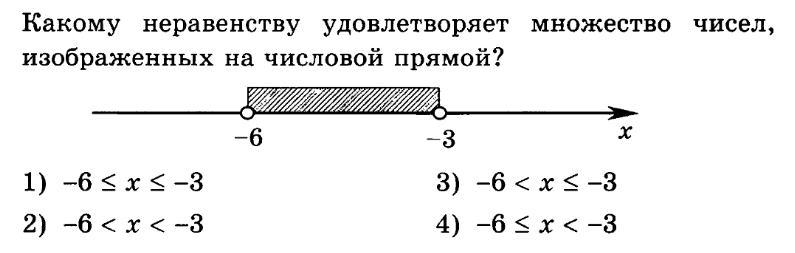 Какому неравенству удовлетворяет множество чисел,
изображенных на числовой прямой?
−6 −3 x
1) −6 ≤ x ≤ −3 3) −6 < x ≤ −3
2) −6 < x < −3 4) −6 ≤ x < −3